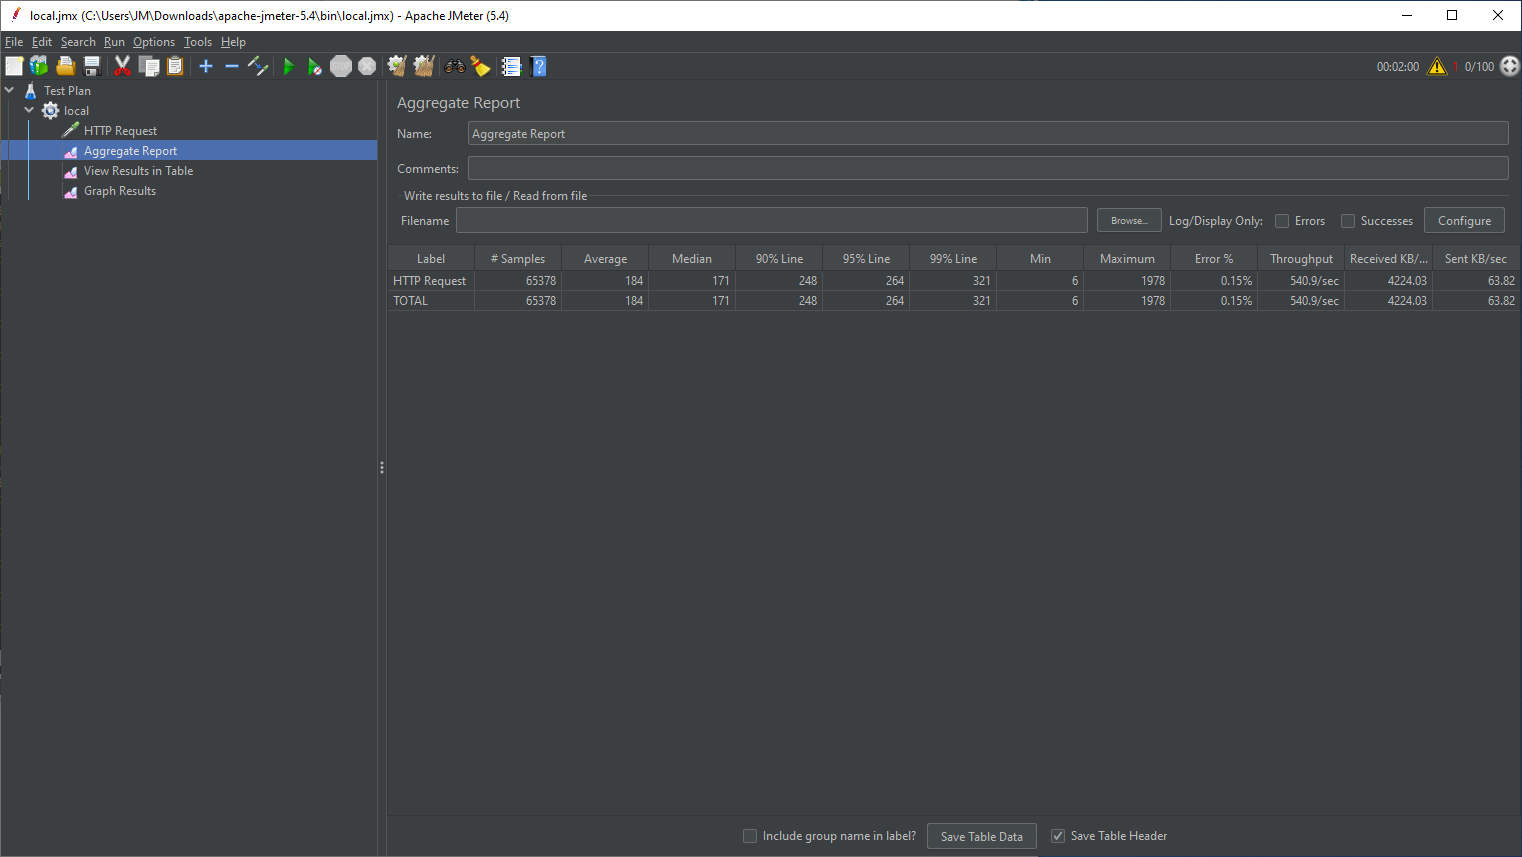 local.jmx (C:\Users\JM\Downloads\apache-jmeter-5.4\bin\local.jmx) - Apache JMeter (5.4)
File Edit Search Run Options Tools Help
00:02:00 1 0/100
Test Plan
local
HTTP Request
Aggregate Report
View Results in Table
Graph Results
Aggregate Report
Name: Aggregate Report
Comments:
Write results to file / Read from file
Filename Browse... Log/Display Only: Errors Successes Configure
Label # Samples Average Median 90% Line 95% Line 99% Line Min Maximum Error % Throughput Received KB/... Sent KB/sec
HTTP Request 65378 184 171 248 264 321 6 1978 0.15% 540.9/sec 4224.03 63.82
TOTAL 65378 184 171 248 264 321 6 1978 0.15% 540.9/sec 4224.03 63.82
Include group name in label? Save Table Data Save Table Header